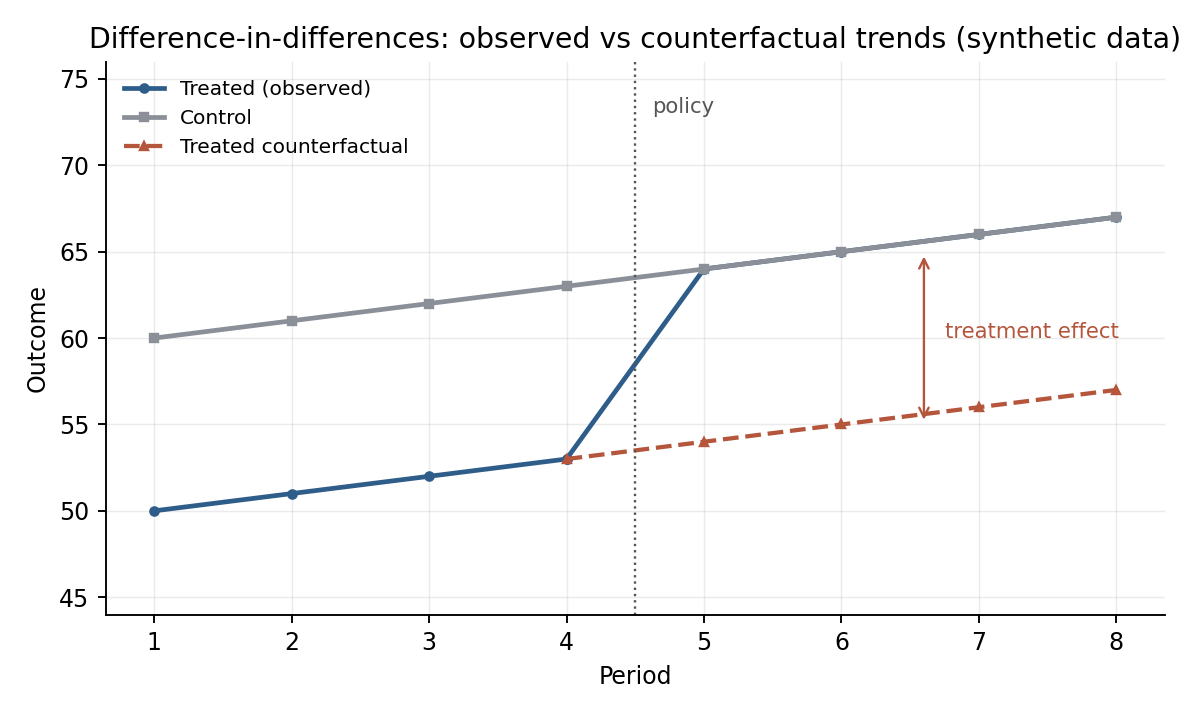 Difference-in-differences: observed vs counterfactual trends (synthetic data)
Treated (observed)
Control
Treated counterfactual
policy
treatment effect
75
70
65
60
55
50
45
Outcome
1 2 3 4 5 6 7 8
Period